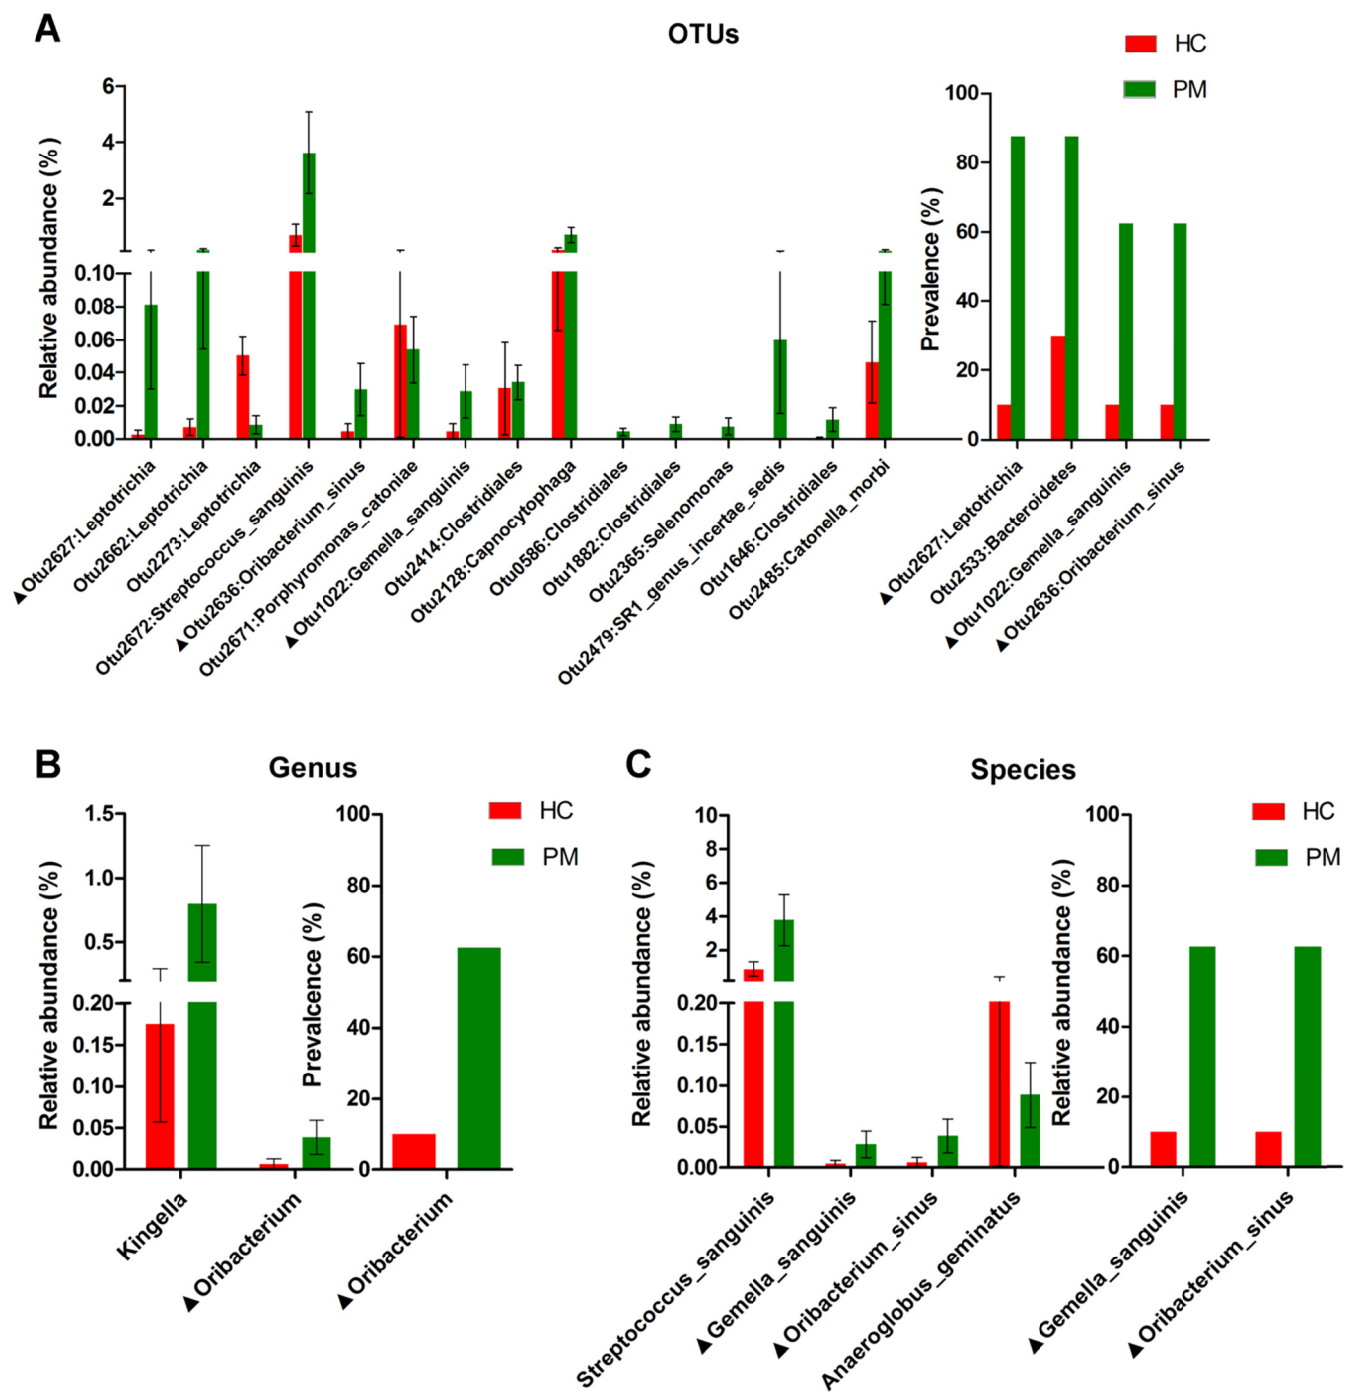 A
OTUs
HC
PM
Relative abundance (%)
6
4
2
0.10
0.08
0.06
0.04
0.02
0.00
▲Otu2627:Leptotrichia
Otu2662:Leptotrichia
Otu2273:Leptotrichia
Otu2672:Streptococcus_sanguinis
▲Otu2636:Oribacterium_sinus
Otu2671:Porphyromonas_catoniae
▲Otu1022:Gemella_sanguinis
Otu2414:Clostridiales
Otu2128:Capnocytophaga
Otu0586:Clostridiales
Otu1882:Clostridiales
Otu2365:Selenomonas
Otu2479:SR1_genus_incertae_sedis
Otu1646:Clostridiales
Otu2485:Catonella_morbi
Prevalence (%)
100
80
60
40
20
0
▲Otu2627:Leptotrichia
Otu2533:Bacteroidetes
▲Otu1022:Gemella_sanguinis
▲Otu2636:Oribacterium_sinus
B
Genus
HC
PM
Relative abundance (%)
1.5
1.0
0.5
0.20
0.15
0.10
0.05
0.00
Kingella
▲Oribacterium
Prevalcence (%)
100
80
60
40
20
0
▲Oribacterium
C
Species
HC
PM
Relative abundance (%)
10
8
6
4
2
0.20
0.15
0.10
0.05
0.00
Streptococcus_sanguinis
▲Gemella_sanguinis
▲Oribacterium_sinus
Anaeroglobus_geminatus
Relative abundance (%)
100
80
60
40
20
0
▲Gemella_sanguinis
▲Oribacterium_sinus